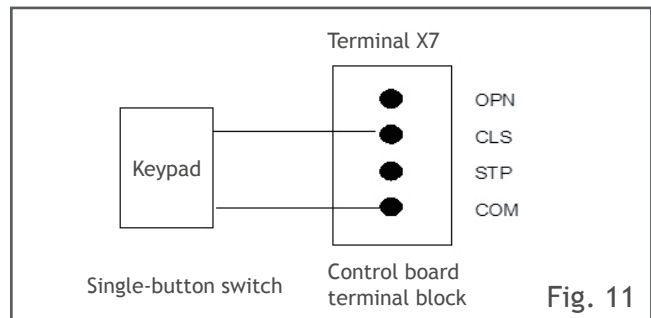 Terminal X7
OPN
CLS
Keypad
STP
COM
Single-button switch
Control board
terminal block
Fig. 11